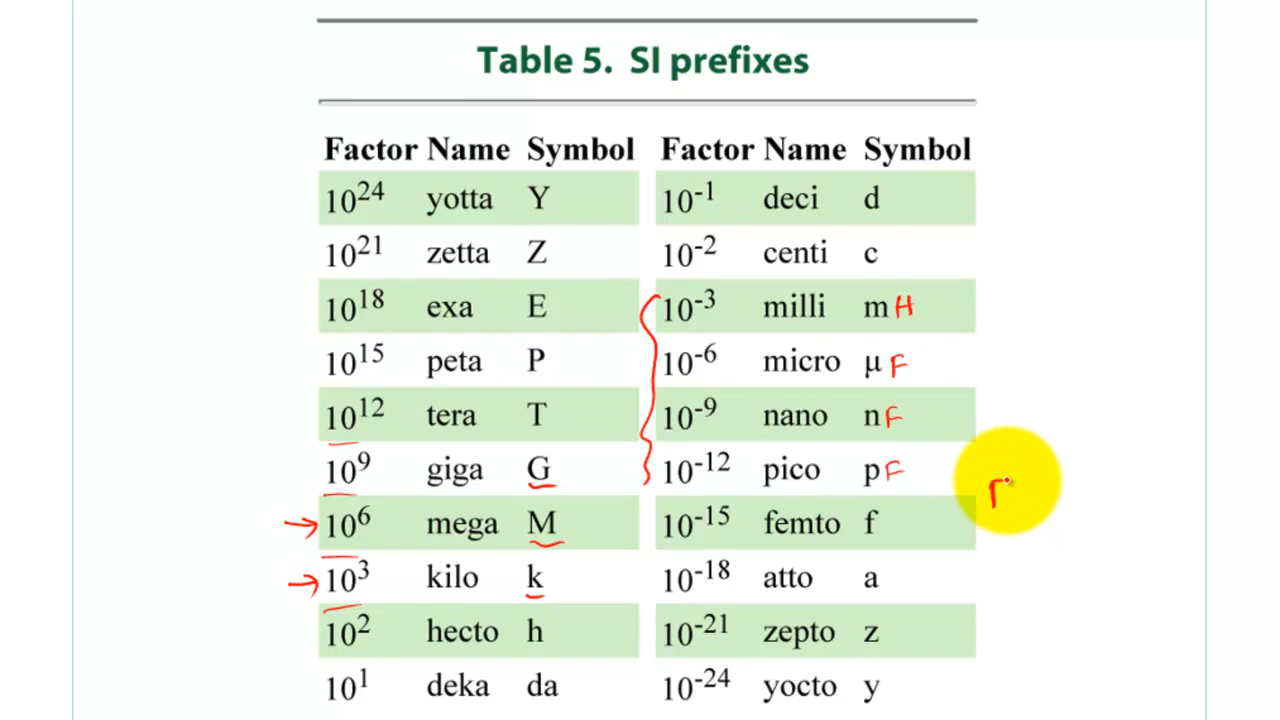 Table 5. SI prefixes
Factor Name Symbol Factor Name Symbol
10^24 yotta Y 10^-1 deci d
10^21 zetta Z 10^-2 centi c
10^18 exa E 10^-3 milli m H
10^15 peta P 10^-6 micro μ F
10^12 tera T 10^-9 nano n F
10^9 giga G 10^-12 pico p F
10^6 mega M 10^-15 femto f
10^3 kilo k 10^-18 atto a
10^2 hecto h 10^-21 zepto z
10^1 deka da 10^-24 yocto y